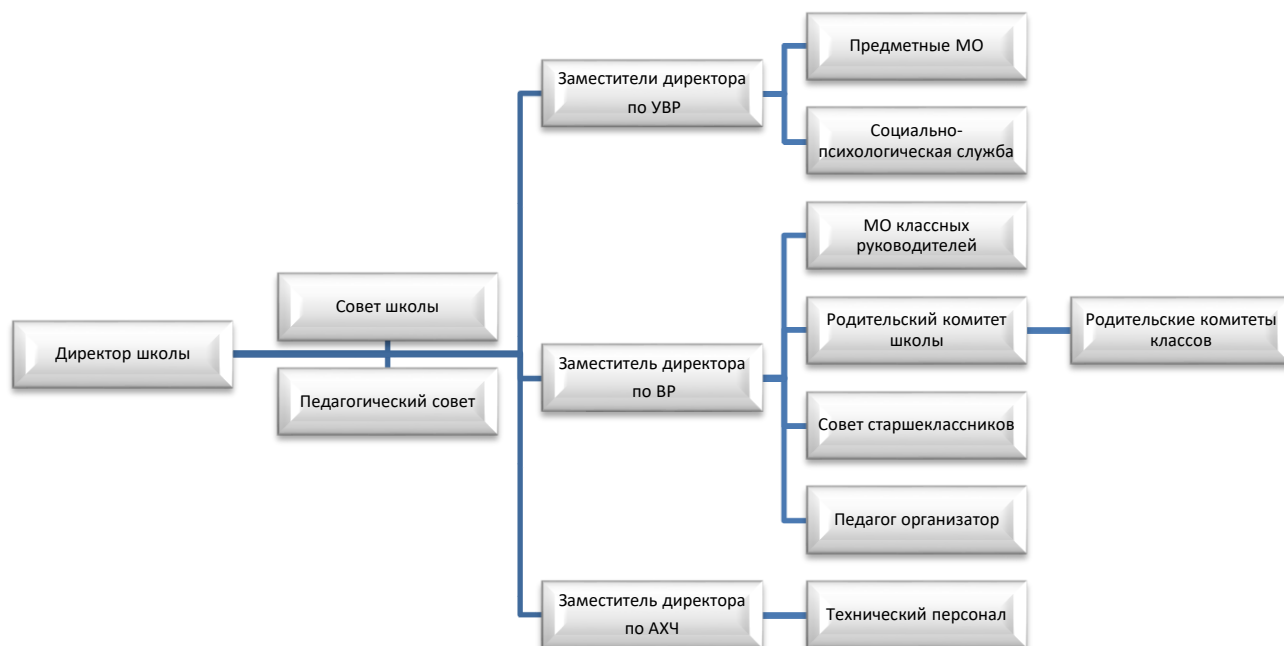 Директор школы
Совет школы
Педагогический совет
Заместители директора
по УВР
Предметные МО
Социально-
психологическая служба
Заместитель директора
по ВР
МО классных
руководителей
Родительский комитет
школы
Родительские комитеты
классов
Совет старшеклассников
Педагог организатор
Заместитель директора
по АХЧ
Технический персонал